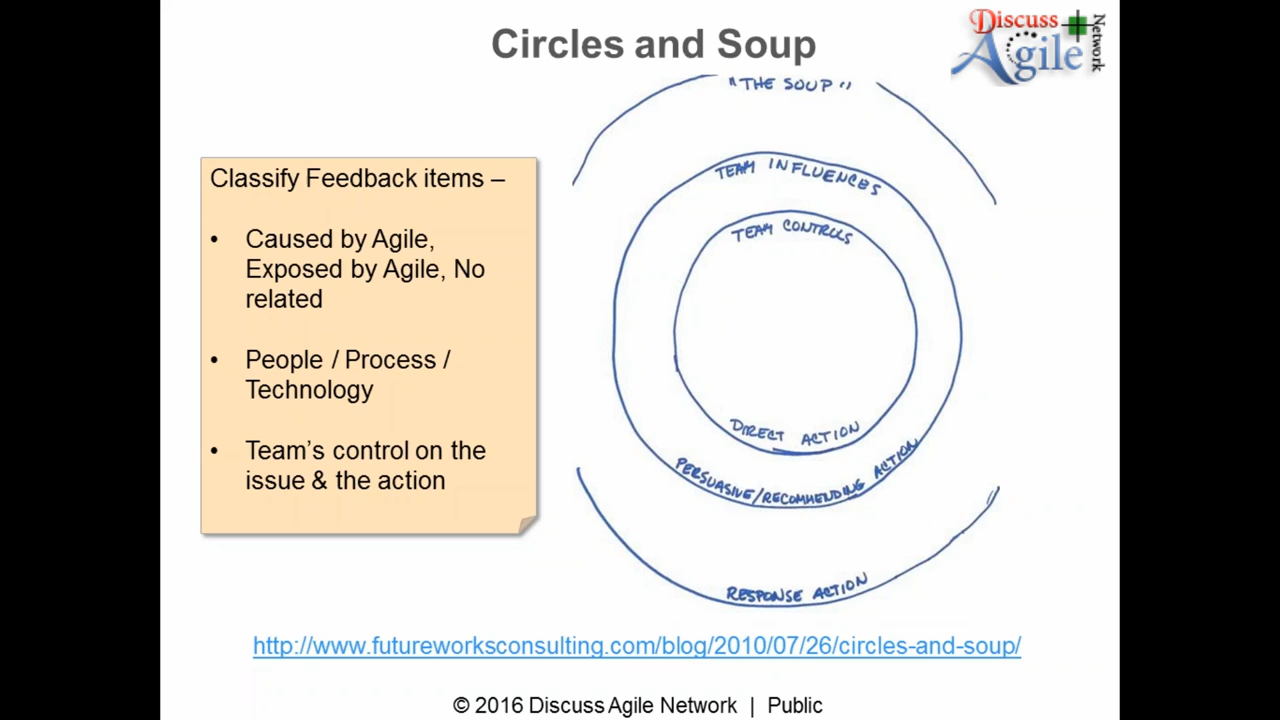 Circles and Soup
Discuss
Agile
Network
"THE SOUP"
TEAM INFLUENCES
TEAM CONTROLS
DIRECT ACTION
PERSUASIVE/RECOMMENDING ACTION
RESPONSE ACTION
Classify Feedback items –
• Caused by Agile,
Exposed by Agile, No
related
• People / Process /
Technology
• Team’s control on the
issue & the action
http://www.futureworksconsulting.com/blog/2010/07/26/circles-and-soup/
© 2016 Discuss Agile Network | Public